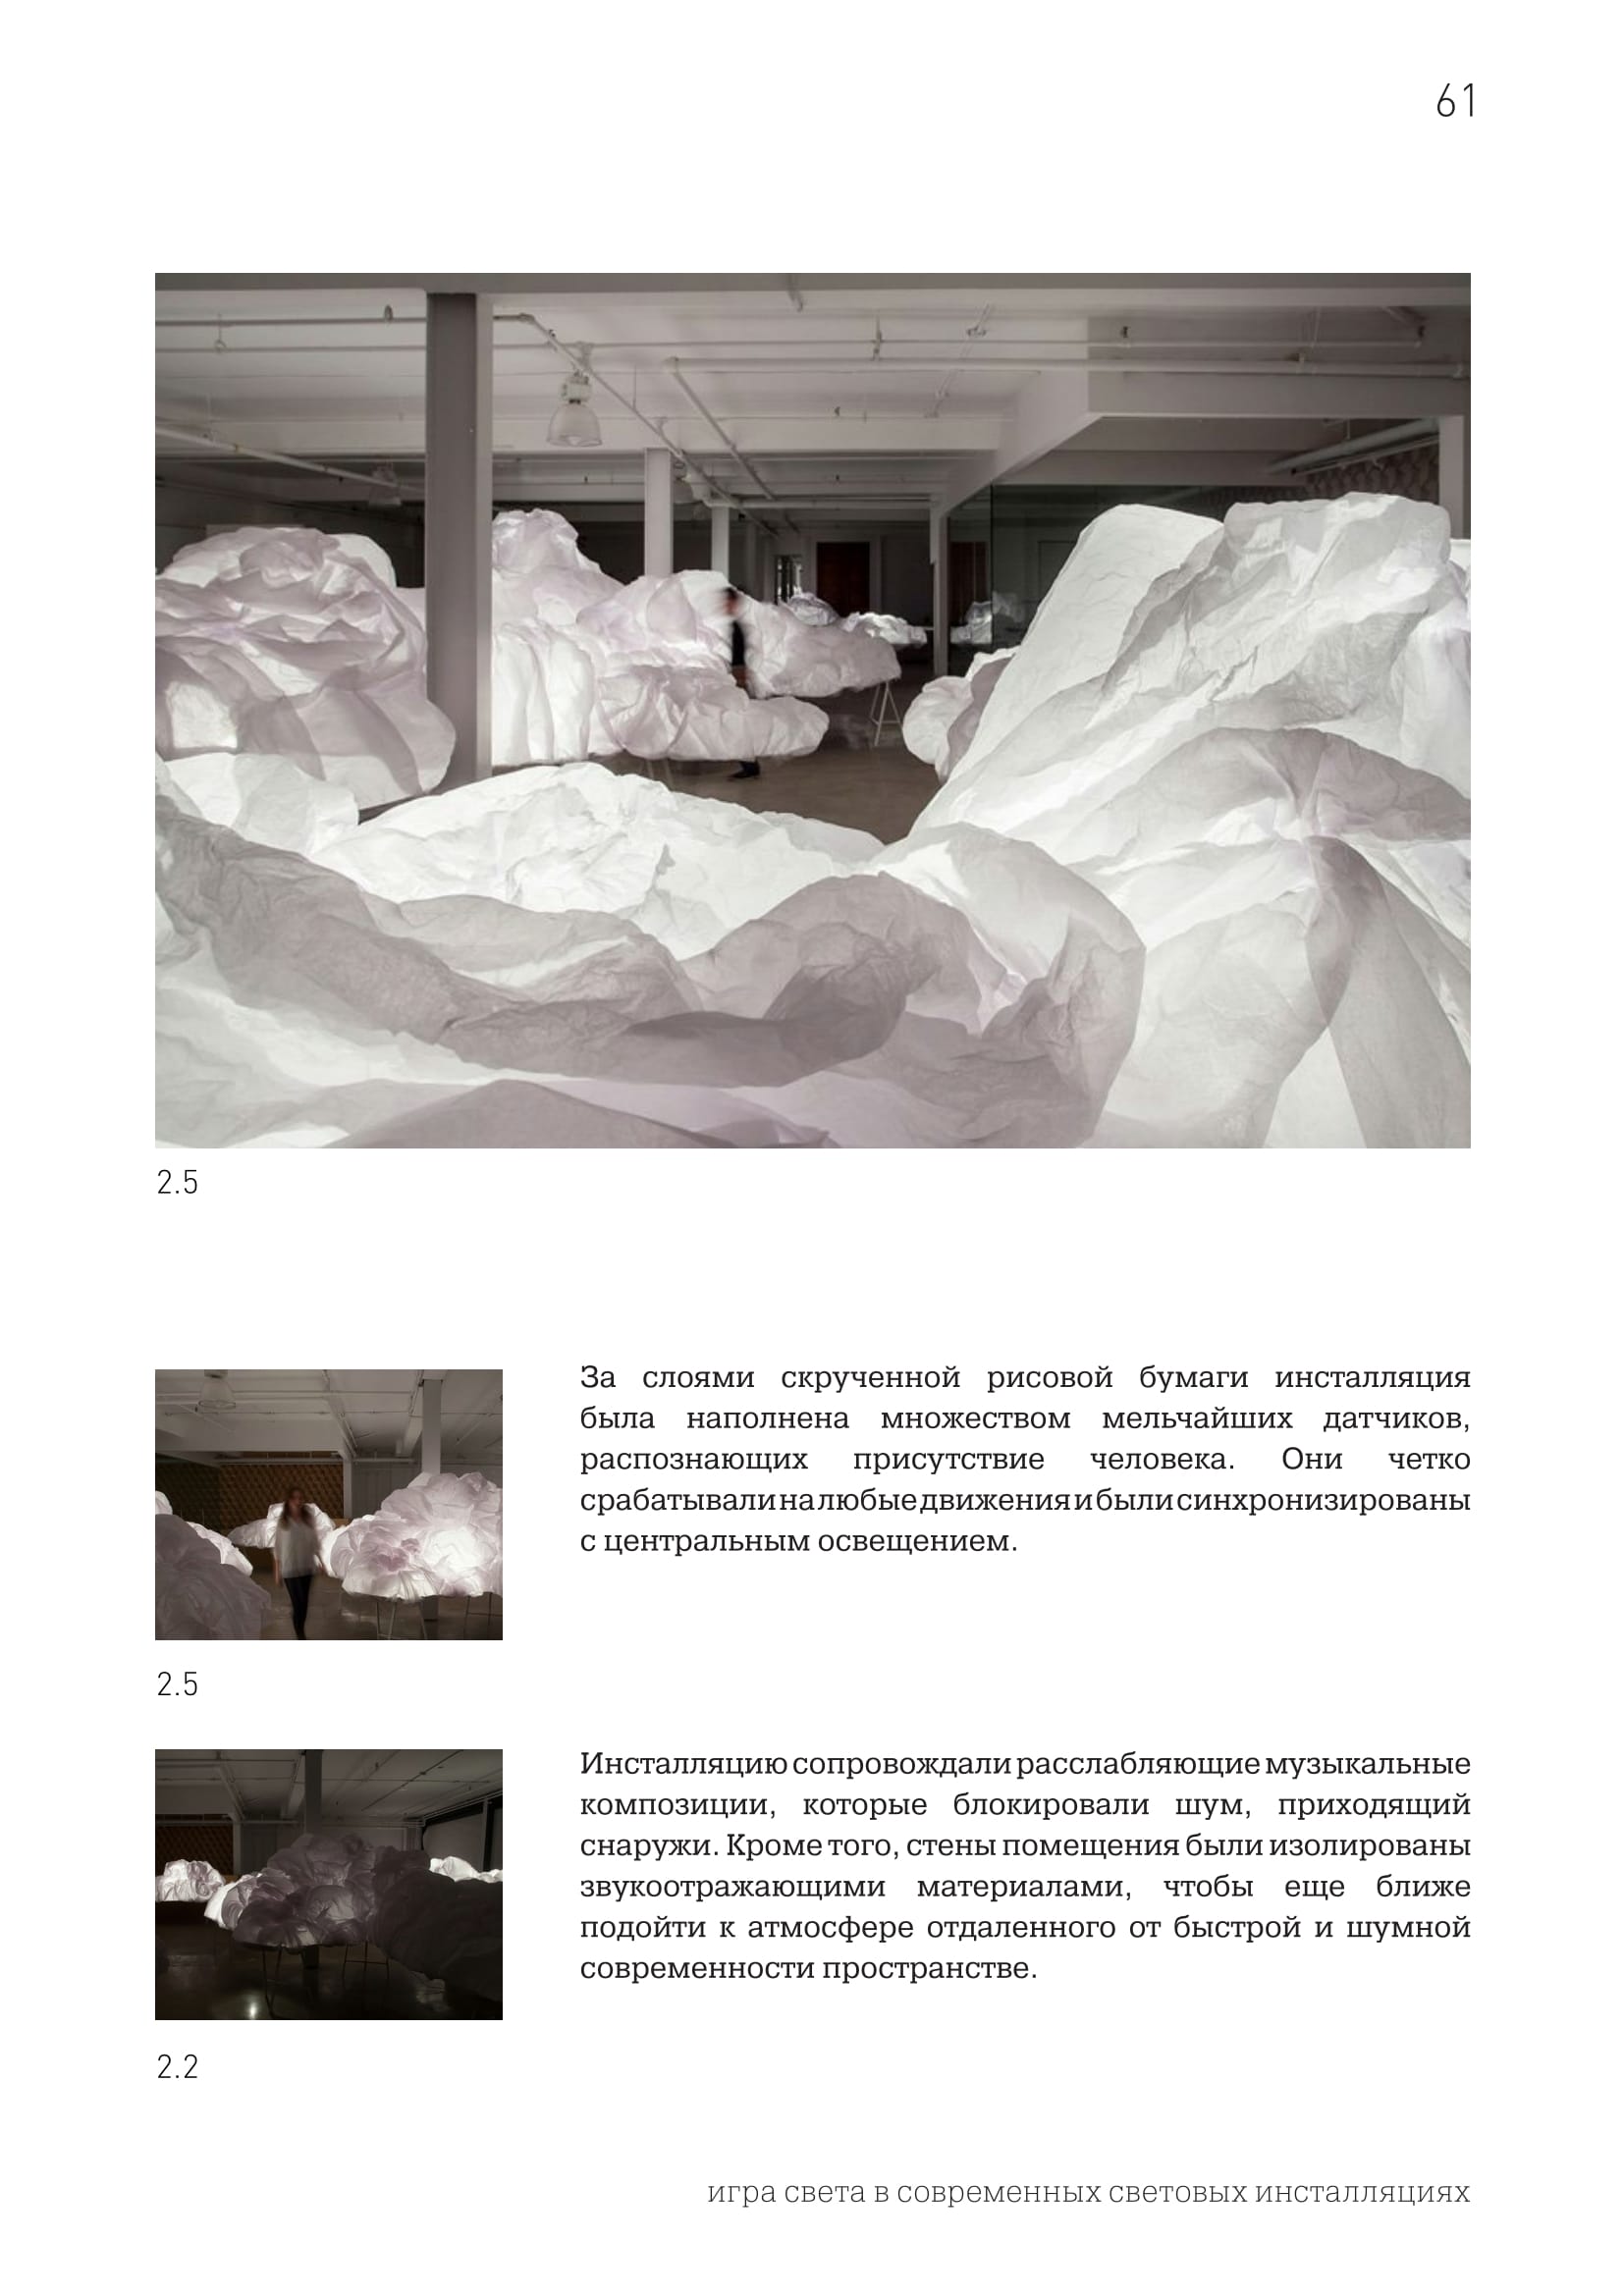 61
2.5
За слоями скрученной рисовой бумаги инсталляция
была наполнена множеством мельчайших датчиков,
распознающих присутствие человека. Они четко
срабатывали на любые движения и были синхронизированы
с центральным освещением.
2.5
Инсталляцию сопровождали расслабляющие музыкальные
композиции, которые блокировали шум, приходящий
снаружи. Кроме того, стены помещения были изолированы
звукоотражающими материалами, чтобы еще ближе
подойти к атмосфере отдаленного от быстрой и шумной
современности пространстве.
2.2
игра света в современных световых инсталляциях